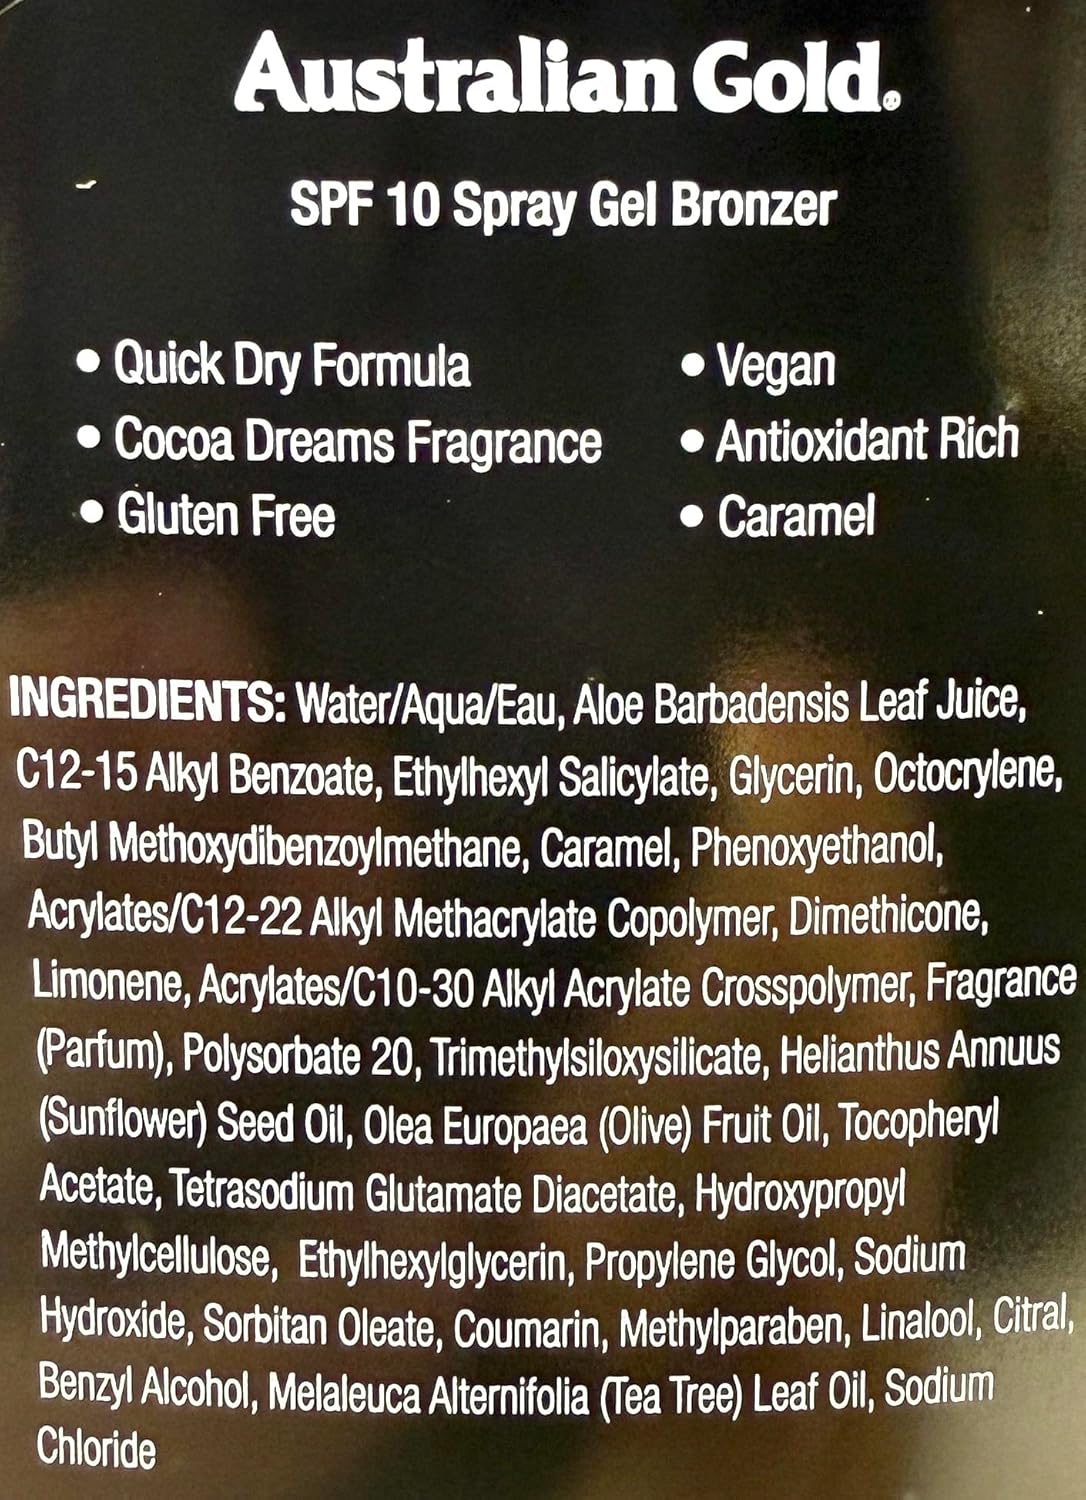 Australian Gold®
SPF 10 Spray Gel Bronzer
• Quick Dry Formula
• Cocoa Dreams Fragrance
• Gluten Free
• Vegan
• Antioxidant Rich
• Caramel
INGREDIENTS: Water/Aqua/Eau, Aloe Barbadensis Leaf Juice,
C12-15 Alkyl Benzoate, Ethylhexyl Salicylate, Glycerin, Octocrylene,
Butyl Methoxydibenzoylmethane, Caramel, Phenoxyethanol,
Acrylates/C12-22 Alkyl Methacrylate Copolymer, Dimethicone,
Limonene, Acrylates/C10-30 Alkyl Acrylate Crosspolymer, Fragrance
(Parfum), Polysorbate 20, Trimethylsiloxysilicate, Helianthus Annuus
(Sunflower) Seed Oil, Olea Europaea (Olive) Fruit Oil, Tocopheryl
Acetate, Tetrasodium Glutamate Diacetate, Hydroxypropyl
Methylcellulose, Ethylhexylglycerin, Propylene Glycol, Sodium
Hydroxide, Sorbitan Oleate, Coumarin, Methylparaben, Linalool, Citral,
Benzyl Alcohol, Melaleuca Alternifolia (Tea Tree) Leaf Oil, Sodium
Chloride